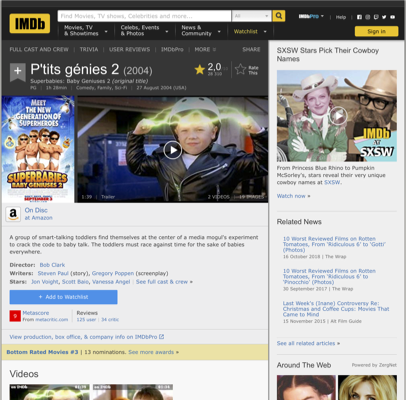 IMDb
Find Movies, TV shows, Celebrities and more...
All
IMDbPro
Help
Movies, TV & Showtimes
Celebs, Events & Photos
News & Community
Watchlist
Sign in
FULL CAST AND CREW | TRIVIA | USER REVIEWS | IMDbPro | MORE
SHARE
P'tits génies 2 (2004)
Superbabies: Baby Geniuses 2 (original title)
PG | 1h 28min | Comedy, Family, Sci-Fi | 27 August 2004 (USA)
2,0
Rate This
MEET THE NEW GENERATION OF SUPERHEROES
SUPERBABIES
BABY GENIUSES 2
1:39 | Trailer
2 VIDEOS
19 IMAGES
On Disc
at Amazon
A group of smart-talking toddlers find themselves at the center of a media mogul's experiment
to crack the code to baby talk. The toddlers must race against time for the sake of babies
everywhere.
Director: Bob Clark
Writers: Steven Paul (story), Gregory Poppen (screenplay)
Stars: Jon Voight, Scott Baio, Vanessa Angel | See full cast & crew »
+ Add to Watchlist
9
Metascore
From metacritic.com
Reviews
125 user | 34 critic
View production, box office, & company info on IMDbPro
Bottom Rated Movies #3 | 13 nominations. See more awards »
Videos
SXSW Stars Pick Their Cowboy
Names
IMDb
AT
SXSW
From Princess Blue Rhino to Pumpkin
McSorley's, stars reveal their very
unique cowboy names at SXSW.
Watch now »
Related News
10 Worst Reviewed Films on Rotten
Tomatoes, From 'Ridiculous 6' to 'Gotti'
(Photos)
16 October 2018 | The Wrap
10 Worst Reviewed Films on Rotten
Tomatoes, From 'Ridiculous 6' to
'Pinocchio' (Photos)
30 September 2017 | The Wrap
Last Week's (Inane) Controversy Re:
Christmas and Coffee Cups: Movies That
Came to Mind
15 November 2015 | Alt Film Guide
See all related articles »
Around The Web
Powered by ZergNet